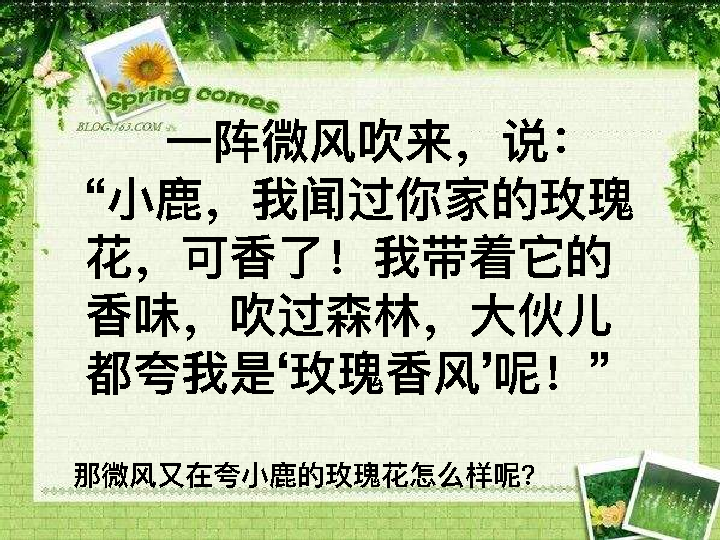 Spring comes
BLOG.163.COM
一阵微风吹来，说：
“小鹿，我闻过你家的玫瑰
花，可香了！我带着它的
香味，吹过森林，大伙儿
都夸我是‘玫瑰香风’呢！”
那微风又在夸小鹿的玫瑰花怎么样呢？